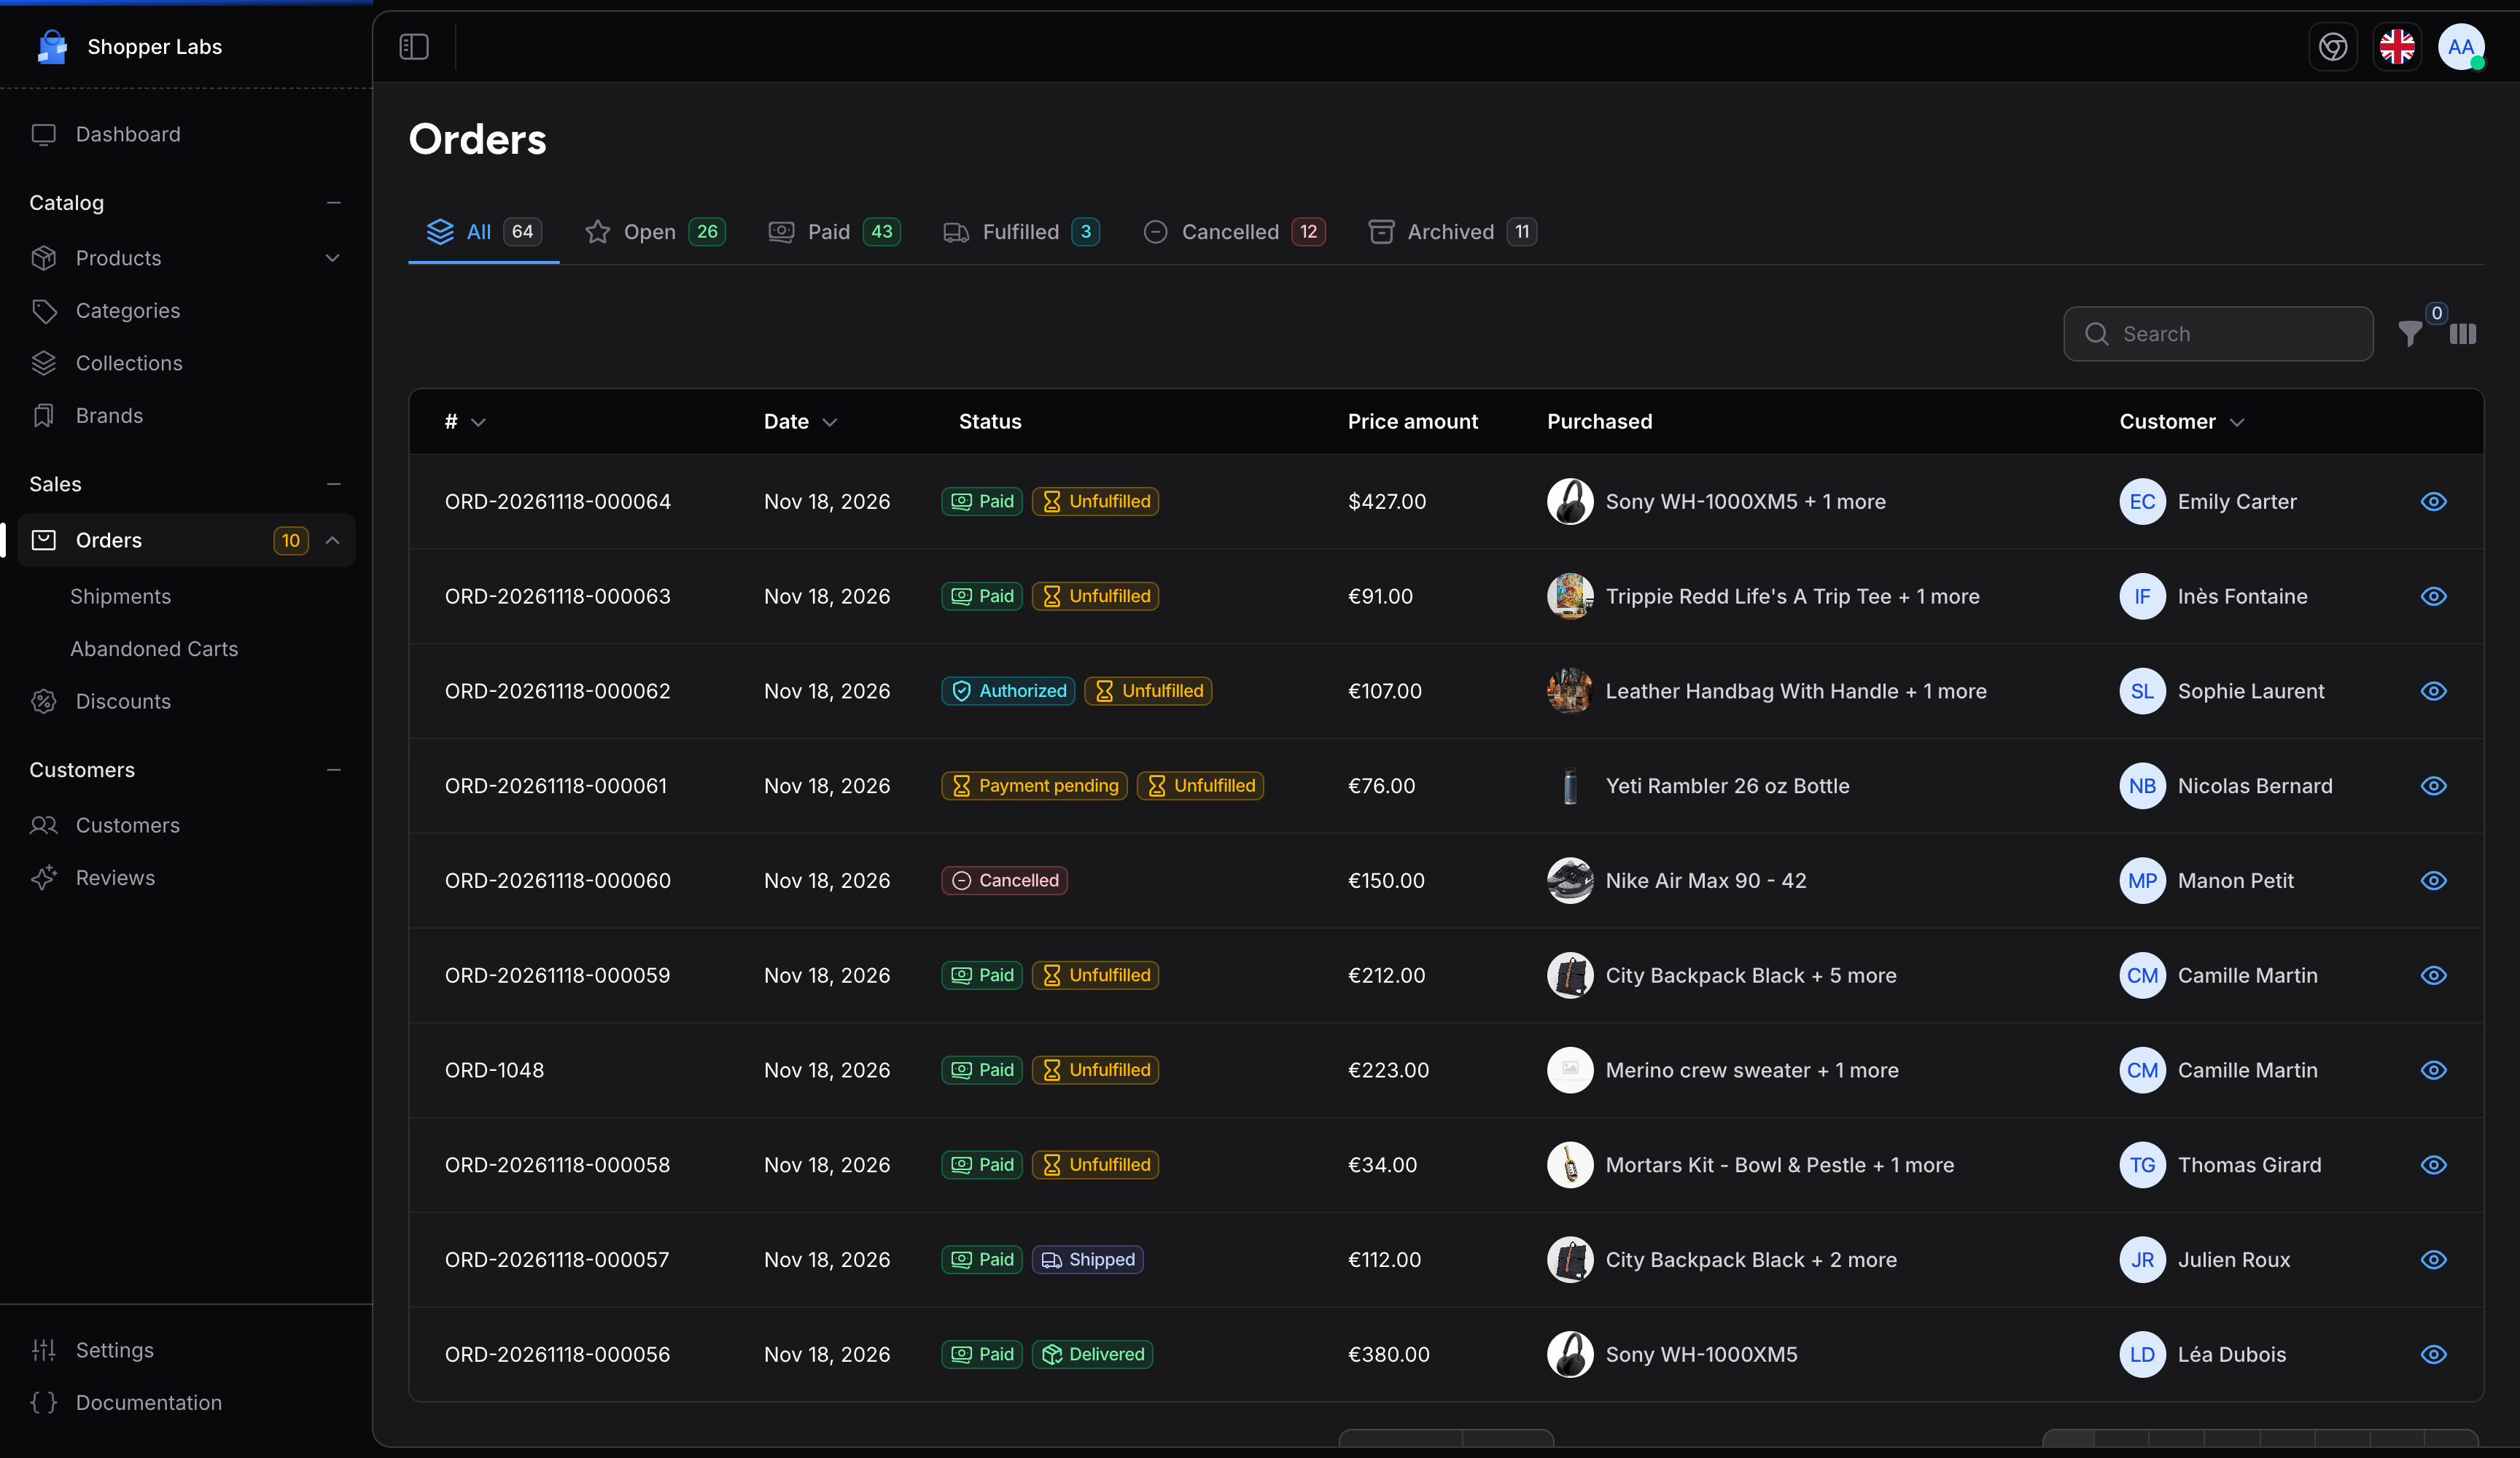 Shopper Labs
AA
Dashboard
Catalog
Products
Categories
Collections
Brands
Sales
Orders 10
Shipments
Abandoned Carts
Discounts
Customers
Customers
Reviews
Settings
Documentation
Orders
All 64 Open 26 Paid 43 Fulfilled 3 Cancelled 12 Archived 11
Search 0
# Date Status Price amount Purchased Customer
ORD-20261118-000064 Nov 18, 2026 Paid Unfulfilled $427.00 Sony WH-1000XM5 + 1 more EC Emily Carter
ORD-20261118-000063 Nov 18, 2026 Paid Unfulfilled €91.00 Trippie Redd Life's A Trip Tee + 1 more IF Inès Fontaine
ORD-20261118-000062 Nov 18, 2026 Authorized Unfulfilled €107.00 Leather Handbag With Handle + 1 more SL Sophie Laurent
ORD-20261118-000061 Nov 18, 2026 Payment pending Unfulfilled €76.00 Yeti Rambler 26 oz Bottle NB Nicolas Bernard
ORD-20261118-000060 Nov 18, 2026 Cancelled €150.00 Nike Air Max 90 - 42 MP Manon Petit
ORD-20261118-000059 Nov 18, 2026 Paid Unfulfilled €212.00 City Backpack Black + 5 more CM Camille Martin
ORD-1048 Nov 18, 2026 Paid Unfulfilled €223.00 Merino crew sweater + 1 more CM Camille Martin
ORD-20261118-000058 Nov 18, 2026 Paid Unfulfilled €34.00 Mortars Kit - Bowl & Pestle + 1 more TG Thomas Girard
ORD-20261118-000057 Nov 18, 2026 Paid Shipped €112.00 City Backpack Black + 2 more JR Julien Roux
ORD-20261118-000056 Nov 18, 2026 Paid Delivered €380.00 Sony WH-1000XM5 LD Léa Dubois